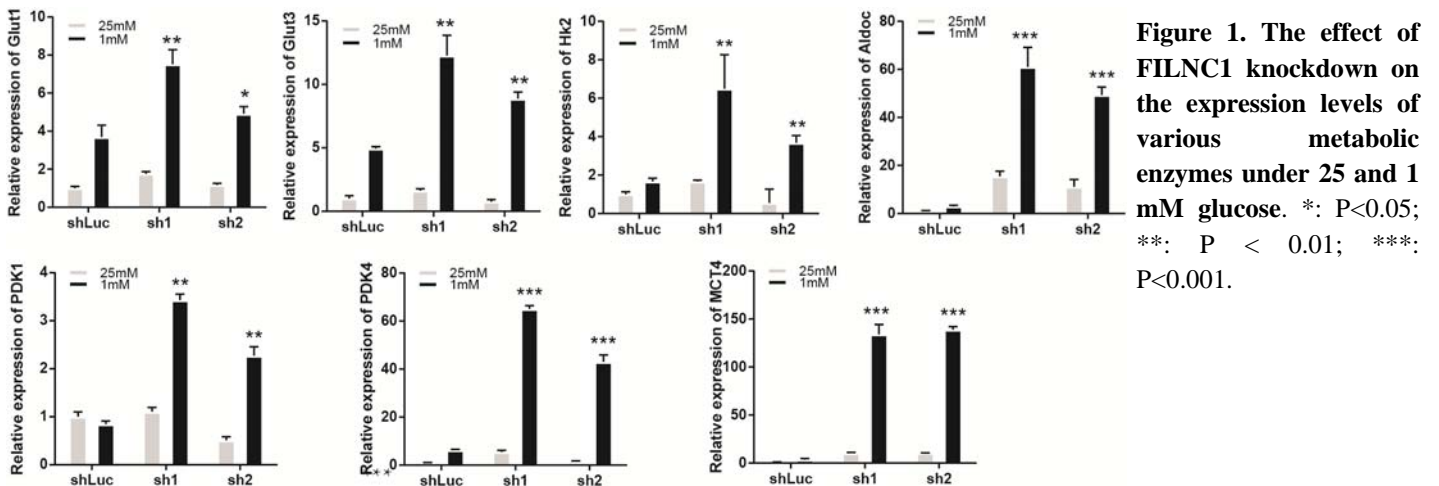 Relative expression of Glut1
10
8
6
4
2
0
25mM
1mM
**
*
shLuc sh1 sh2
Relative expression of Glut3
15
10
5
0
25mM
1mM
**
**
shLuc sh1 sh2
Relative expression of Hk2
10
8
6
4
2
0
25mM
1mM
**
**
shLuc sh1 sh2
Relative expression of Aldoc
80
60
40
20
0
25mM
1mM
***
***
shLuc sh1 sh2
Figure 1. The effect of
FILNC1 knockdown on
the expression levels of
various metabolic
enzymes under 25 and 1
mM glucose. *: P<0.05;
**: P < 0.01; ***:
P<0.001.
Relative expression of PDK1
4
3
2
1
0
25mM
1mM
**
**
shLuc sh1 sh2
Relative expression of PDK4
80
60
40
20
0
25mM
1mM
***
***
***
shLuc sh1 sh2
Relative expression of MCT4
200
150
100
50
0
25mM
1mM
***
***
shLuc sh1 sh2